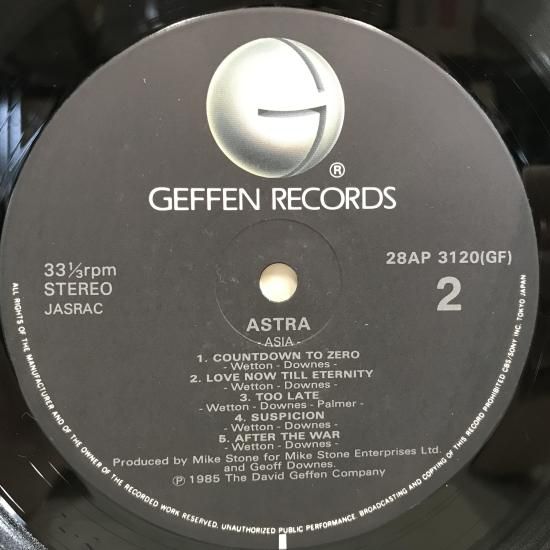 ®
GEFFEN RECORDS
33⅓rpm
STEREO
JASRAC
28AP 3120(GF)
2
ASTRA
- ASIA -
1. COUNTDOWN TO ZERO
- Wetton - Downes -
2. LOVE NOW TILL ETERNITY
- Wetton - Downes -
3. TOO LATE
- Wetton - Downes - Palmer -
4. SUSPICION
- Wetton - Downes -
5. AFTER THE WAR
- Wetton - Downes -
Produced by Mike Stone for Mike Stone Enterprises Ltd.
and Geoff Downes.
℗ 1985 The David Geffen Company
ALL RIGHTS OF THE MANUFACTURER AND OF THE OWNER OF THE RECORDED WORK RESERVED. UNAUTHORIZED PUBLIC PERFORMANCE. BROADCASTING AND COPYING OF THIS RECORD PROHIBITED CBS/SONY INC. TOKYO JAPAN